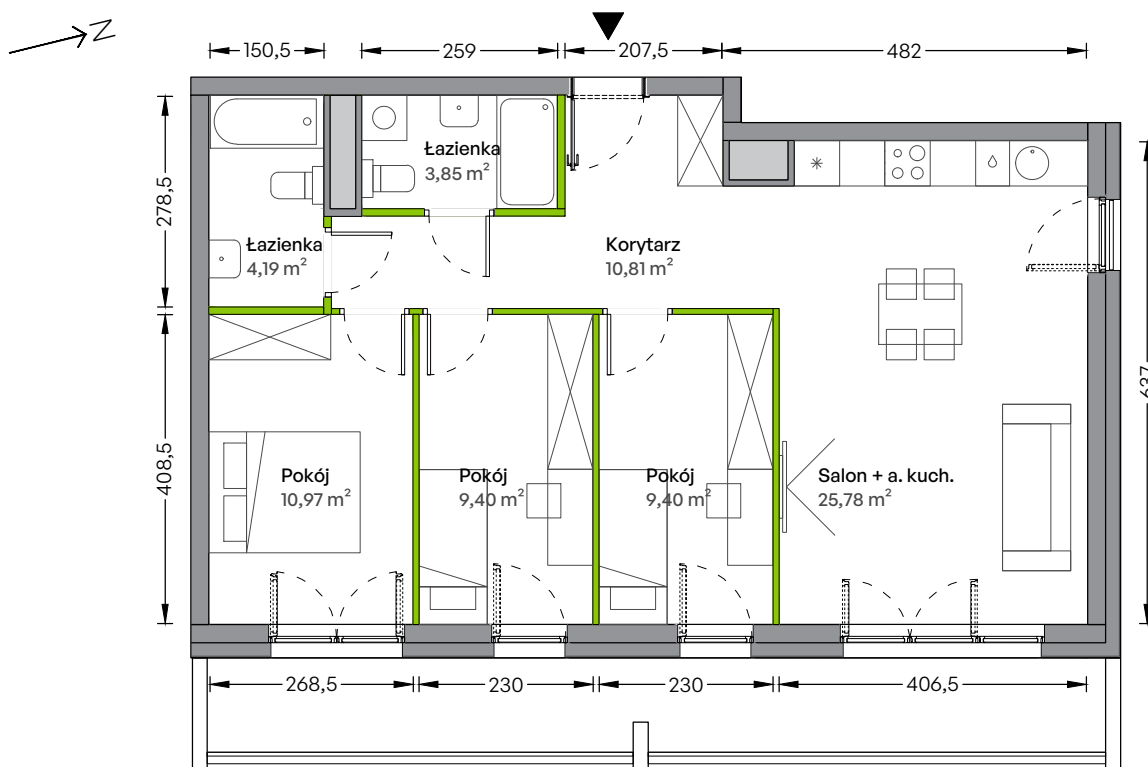 N
150,5
259
207,5
482
278,5
Łazienka
3,85 m²
Łazienka
4,19 m²
Korytarz
10,81 m²
637
408,5
Pokój
10,97 m²
Pokój
9,40 m²
Pokój
9,40 m²
Salon + a. kuch.
25,78 m²
268,5
230
230
406,5